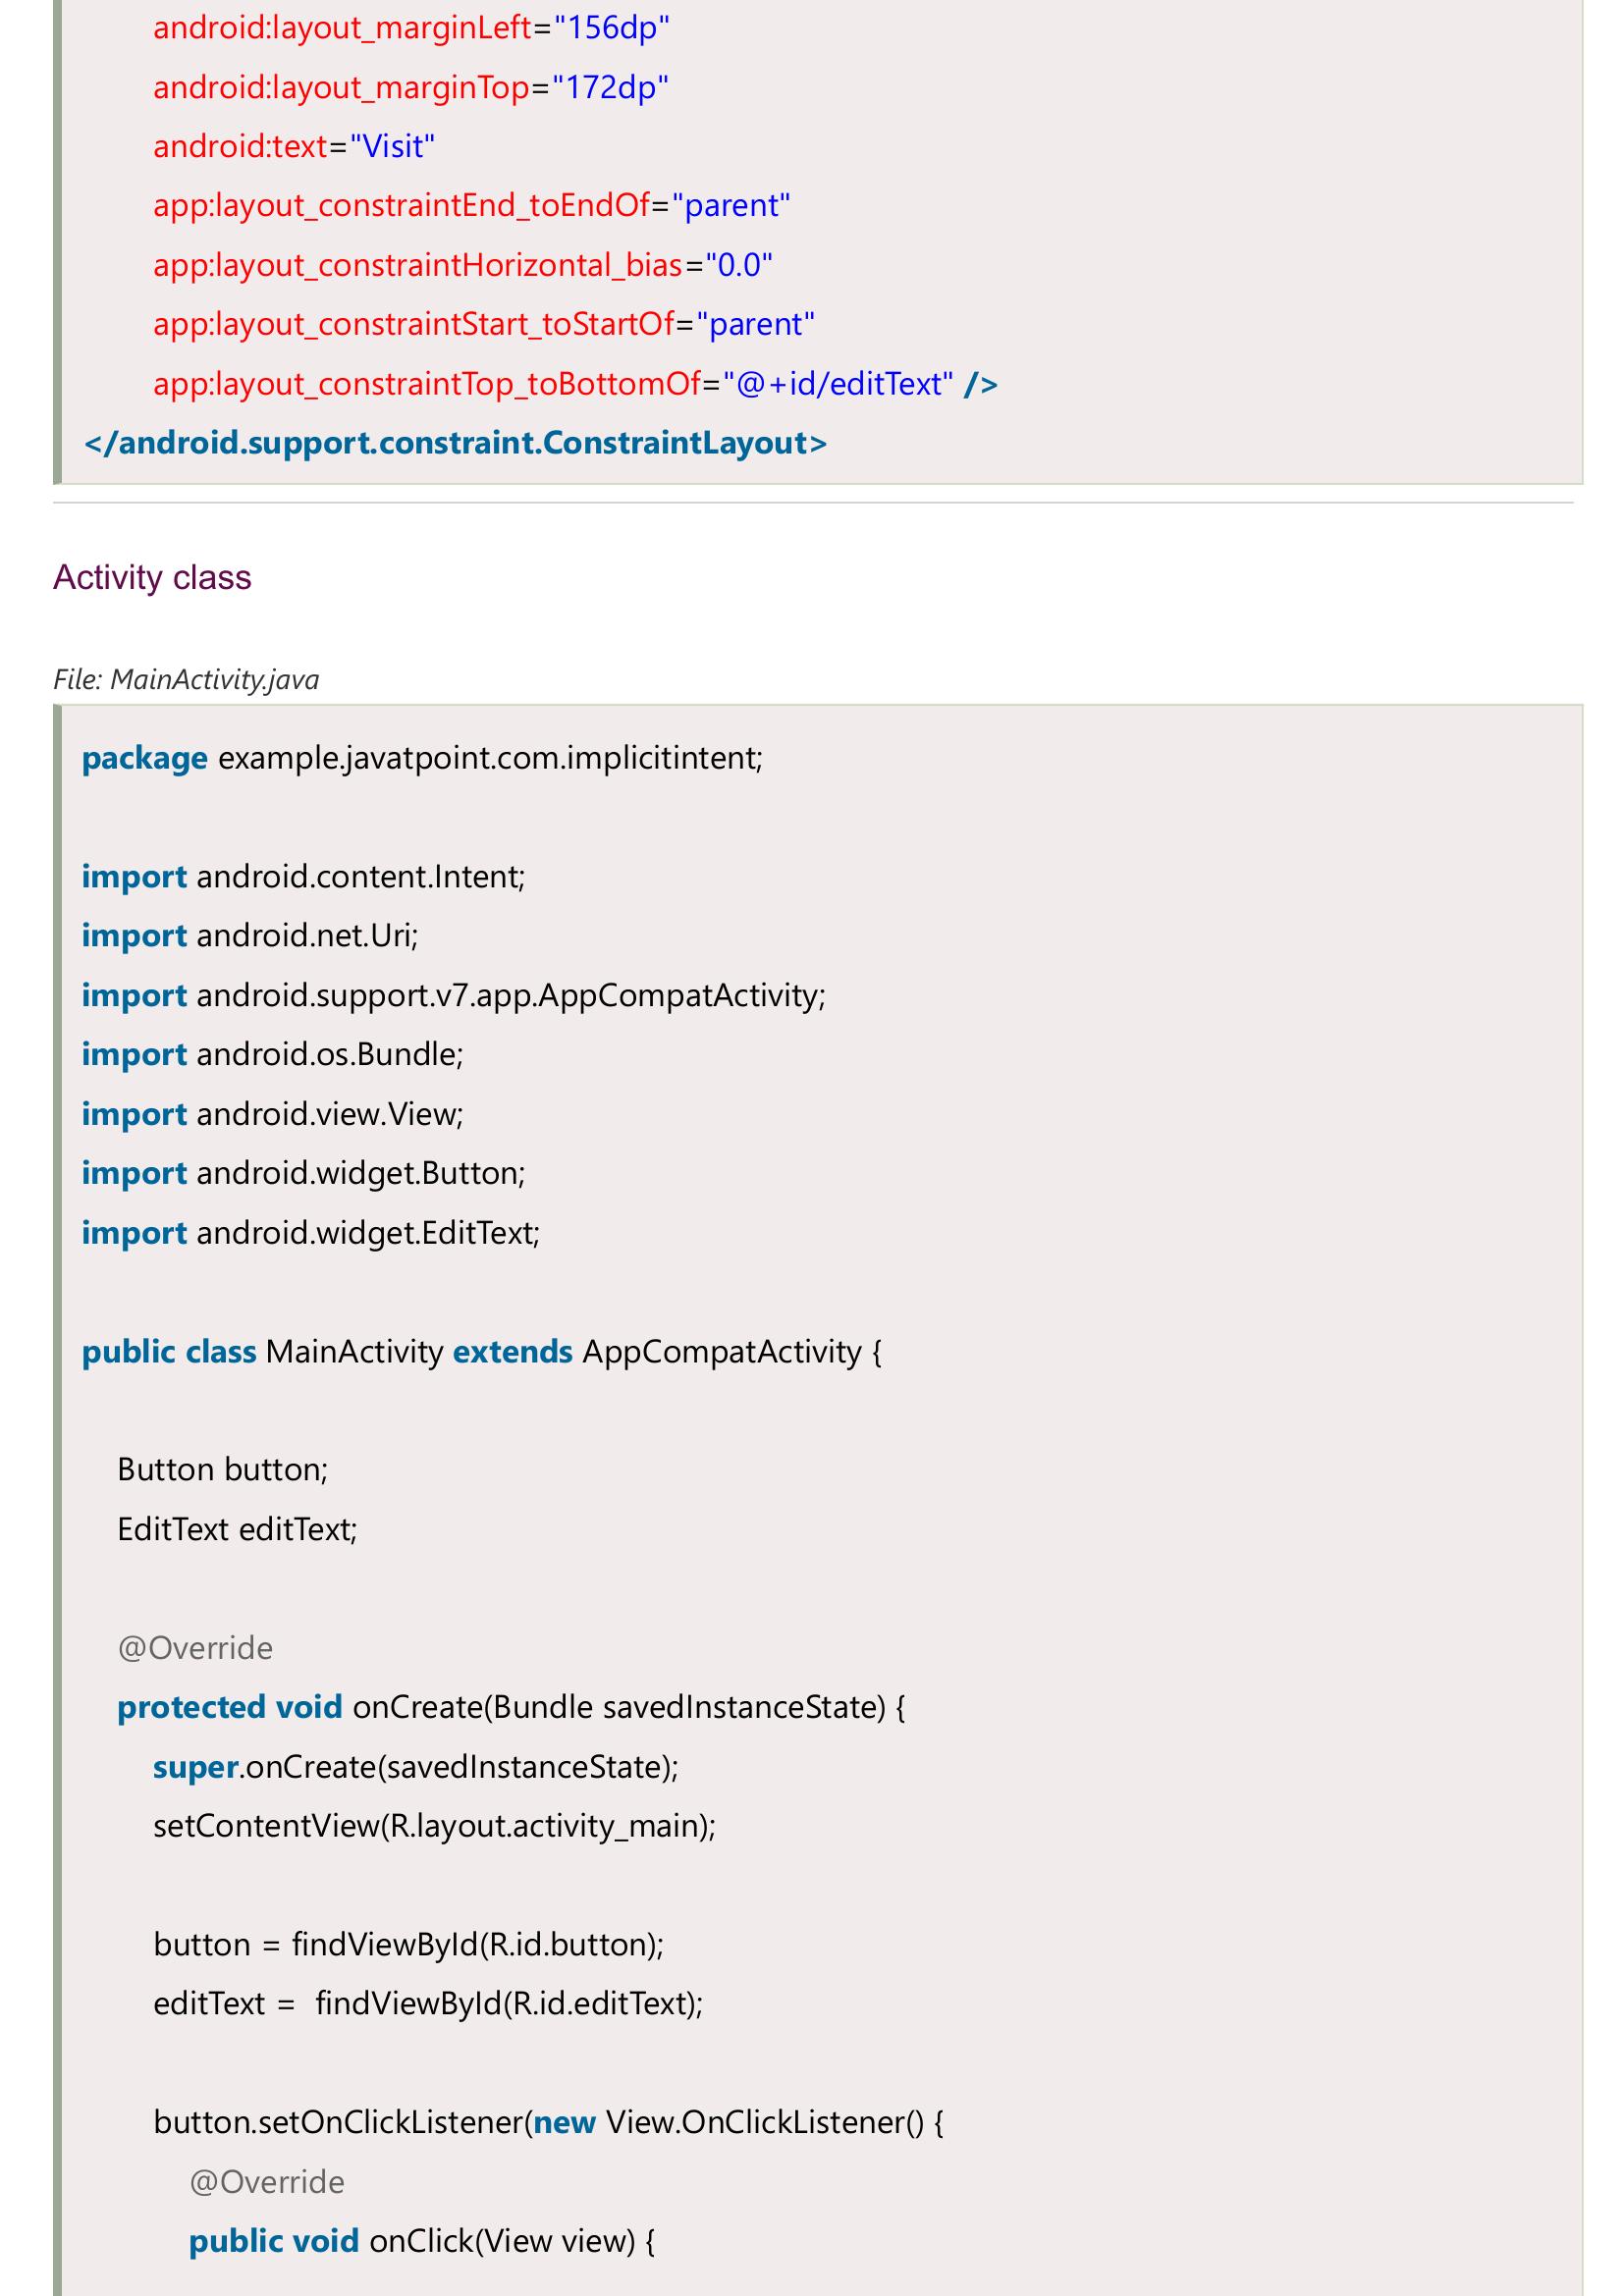 android:layout_marginLeft="156dp"
android:layout_marginTop="172dp"
android:text="Visit"
app:layout_constraintEnd_toEndOf="parent"
app:layout_constraintHorizontal_bias="0.0"
app:layout_constraintStart_toStartOf="parent"
app:layout_constraintTop_toBottomOf="@+id/editText" />
</android.support.constraint.ConstraintLayout>
Activity class
File: MainActivity.java
package example.javatpoint.com.implicitintent;
import android.content.Intent;
import android.net.Uri;
import android.support.v7.app.AppCompatActivity;
import android.os.Bundle;
import android.view.View;
import android.widget.Button;
import android.widget.EditText;
public class MainActivity extends AppCompatActivity {
Button button;
EditText editText;
@Override
protected void onCreate(Bundle savedInstanceState) {
super.onCreate(savedInstanceState);
setContentView(R.layout.activity_main);
button = findViewById(R.id.button);
editText =  findViewById(R.id.editText);
button.setOnClickListener(new View.OnClickListener() {
@Override
public void onClick(View view) {